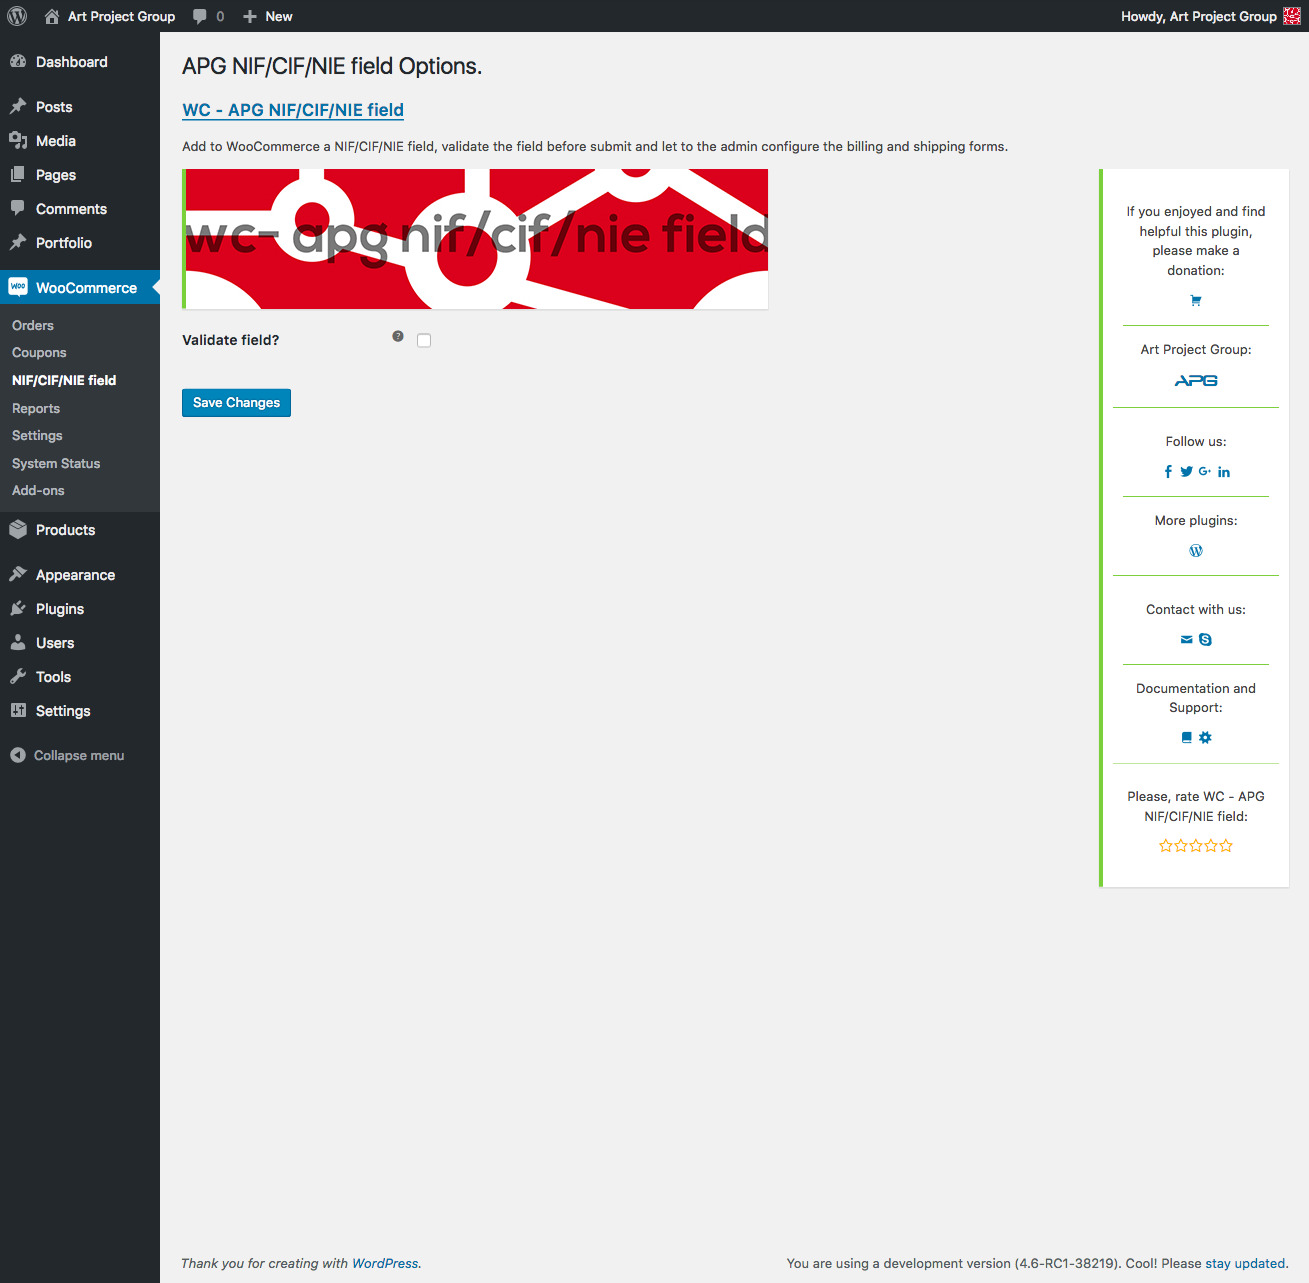 Art Project Group
0
New
Howdy, Art Project Group
Dashboard
Posts
Media
Pages
Comments
Portfolio
WooCommerce
Orders
Coupons
NIF/CIF/NIE field
Reports
Settings
System Status
Add-ons
Products
Appearance
Plugins
Users
Tools
Settings
Collapse menu
APG NIF/CIF/NIE field Options.
WC - APG NIF/CIF/NIE field
Add to WooCommerce a NIF/CIF/NIE field, validate the field before submit and let to the admin configure the billing and shipping forms.
wc- apg nif/cif/nie field
Validate field?
?
Save Changes
If you enjoyed and find
helpful this plugin,
please make a
donation:
Art Project Group:
APG
Follow us:
More plugins:
Contact with us:
Documentation and
Support:
Please, rate WC - APG
NIF/CIF/NIE field:
Thank you for creating with WordPress.
You are using a development version (4.6-RC1-38219). Cool! Please stay updated.